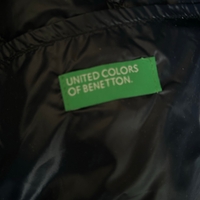 UNITED COLORS
OF BENETTON.